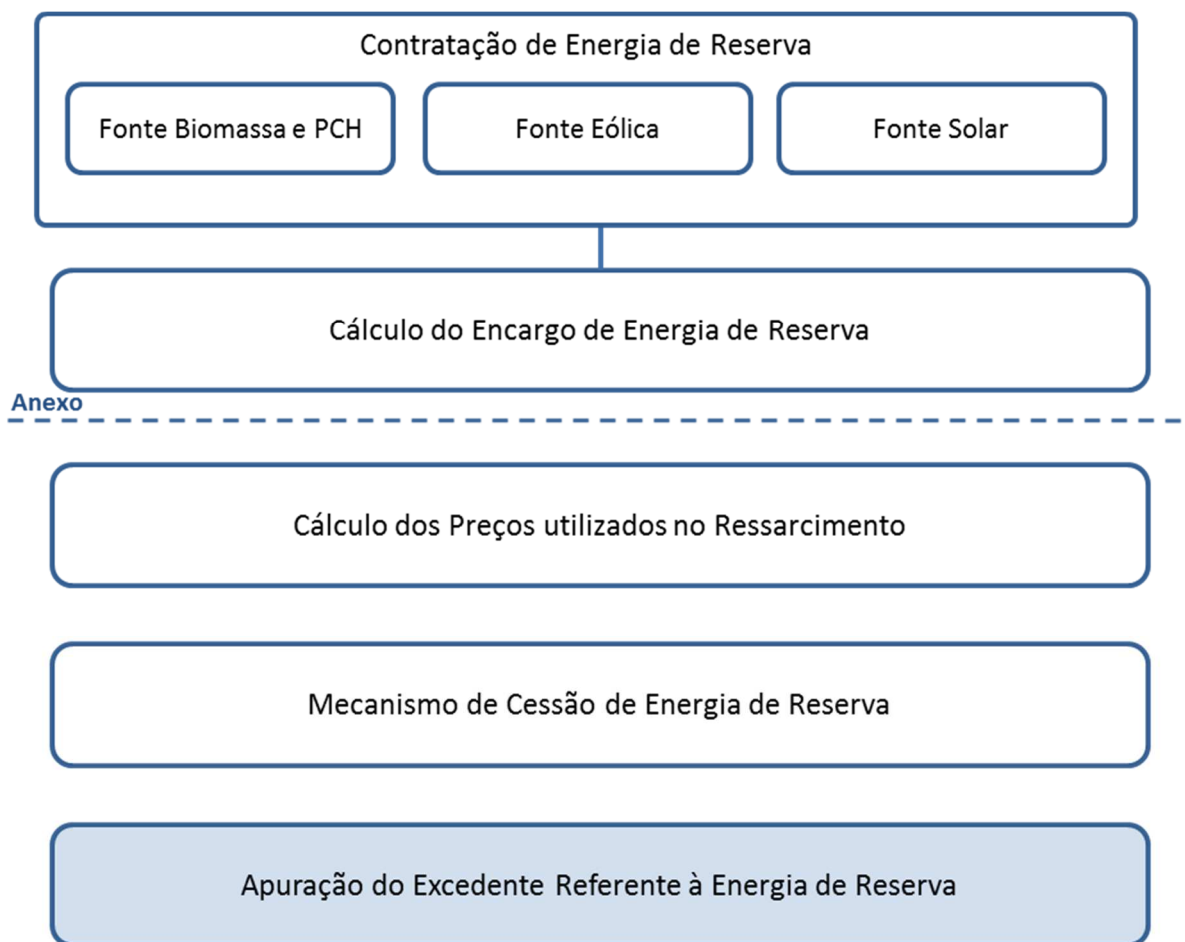 Contratação de Energia de Reserva
Fonte Biomassa e PCH
Fonte Eólica
Fonte Solar
Cálculo do Encargo de Energia de Reserva
Anexo
Cálculo dos Preços utilizados no Ressarcimento
Mecanismo de Cessão de Energia de Reserva
Apuração do Excedente Referente à Energia de Reserva